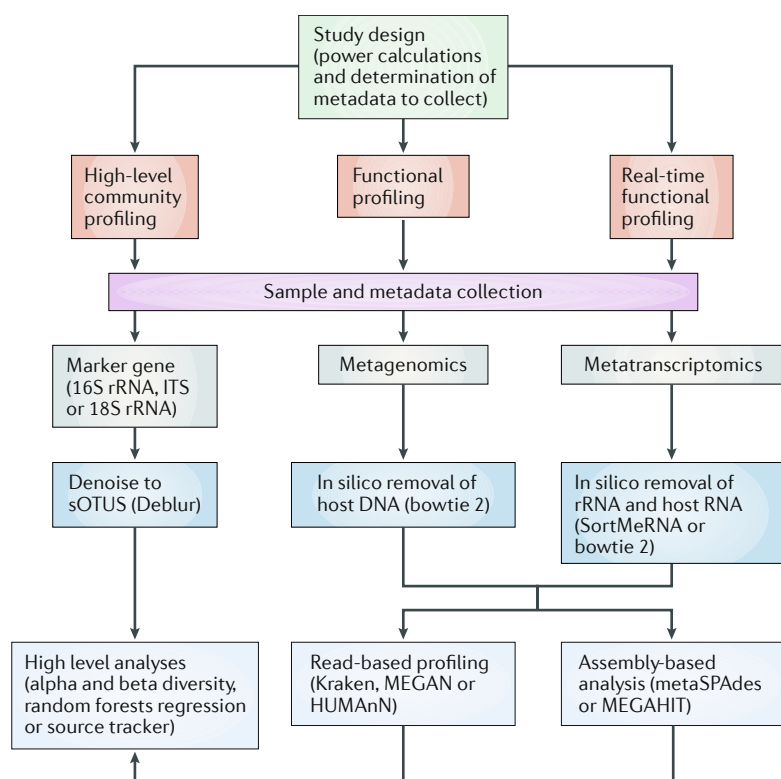 Study design
(power calculations
and determination of
metadata to collect)
High-level
community
profiling
Functional
profiling
Real-time
functional
profiling
Sample and metadata collection
Marker gene
(16S rRNA, ITS
or 18S rRNA)
Metagenomics
Metatranscriptomics
Denoise to
sOTUS (Deblur)
In silico removal of
host DNA (bowtie 2)
In silico removal of
rRNA and host RNA
(SortMeRNA or
bowtie 2)
High level analyses
(alpha and beta diversity,
random forests regression
or source tracker)
Read-based profiling
(Kraken, MEGAN or
HUMAnN)
Assembly-based
analysis (metaSPAdes
or MEGAHIT)